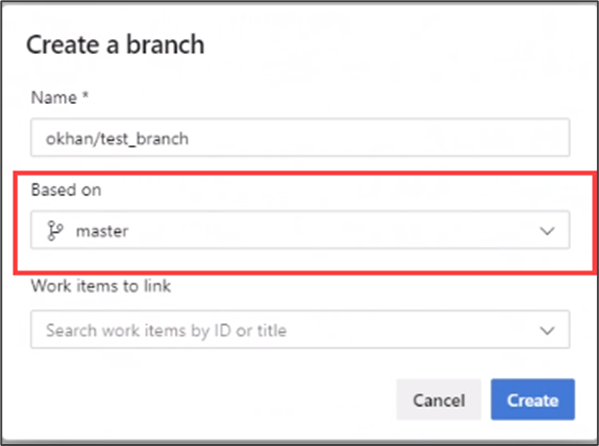 Create a branch
Name *
okhan/test_branch
Based on
master
Work items to link
Search work items by ID or title
Cancel Create